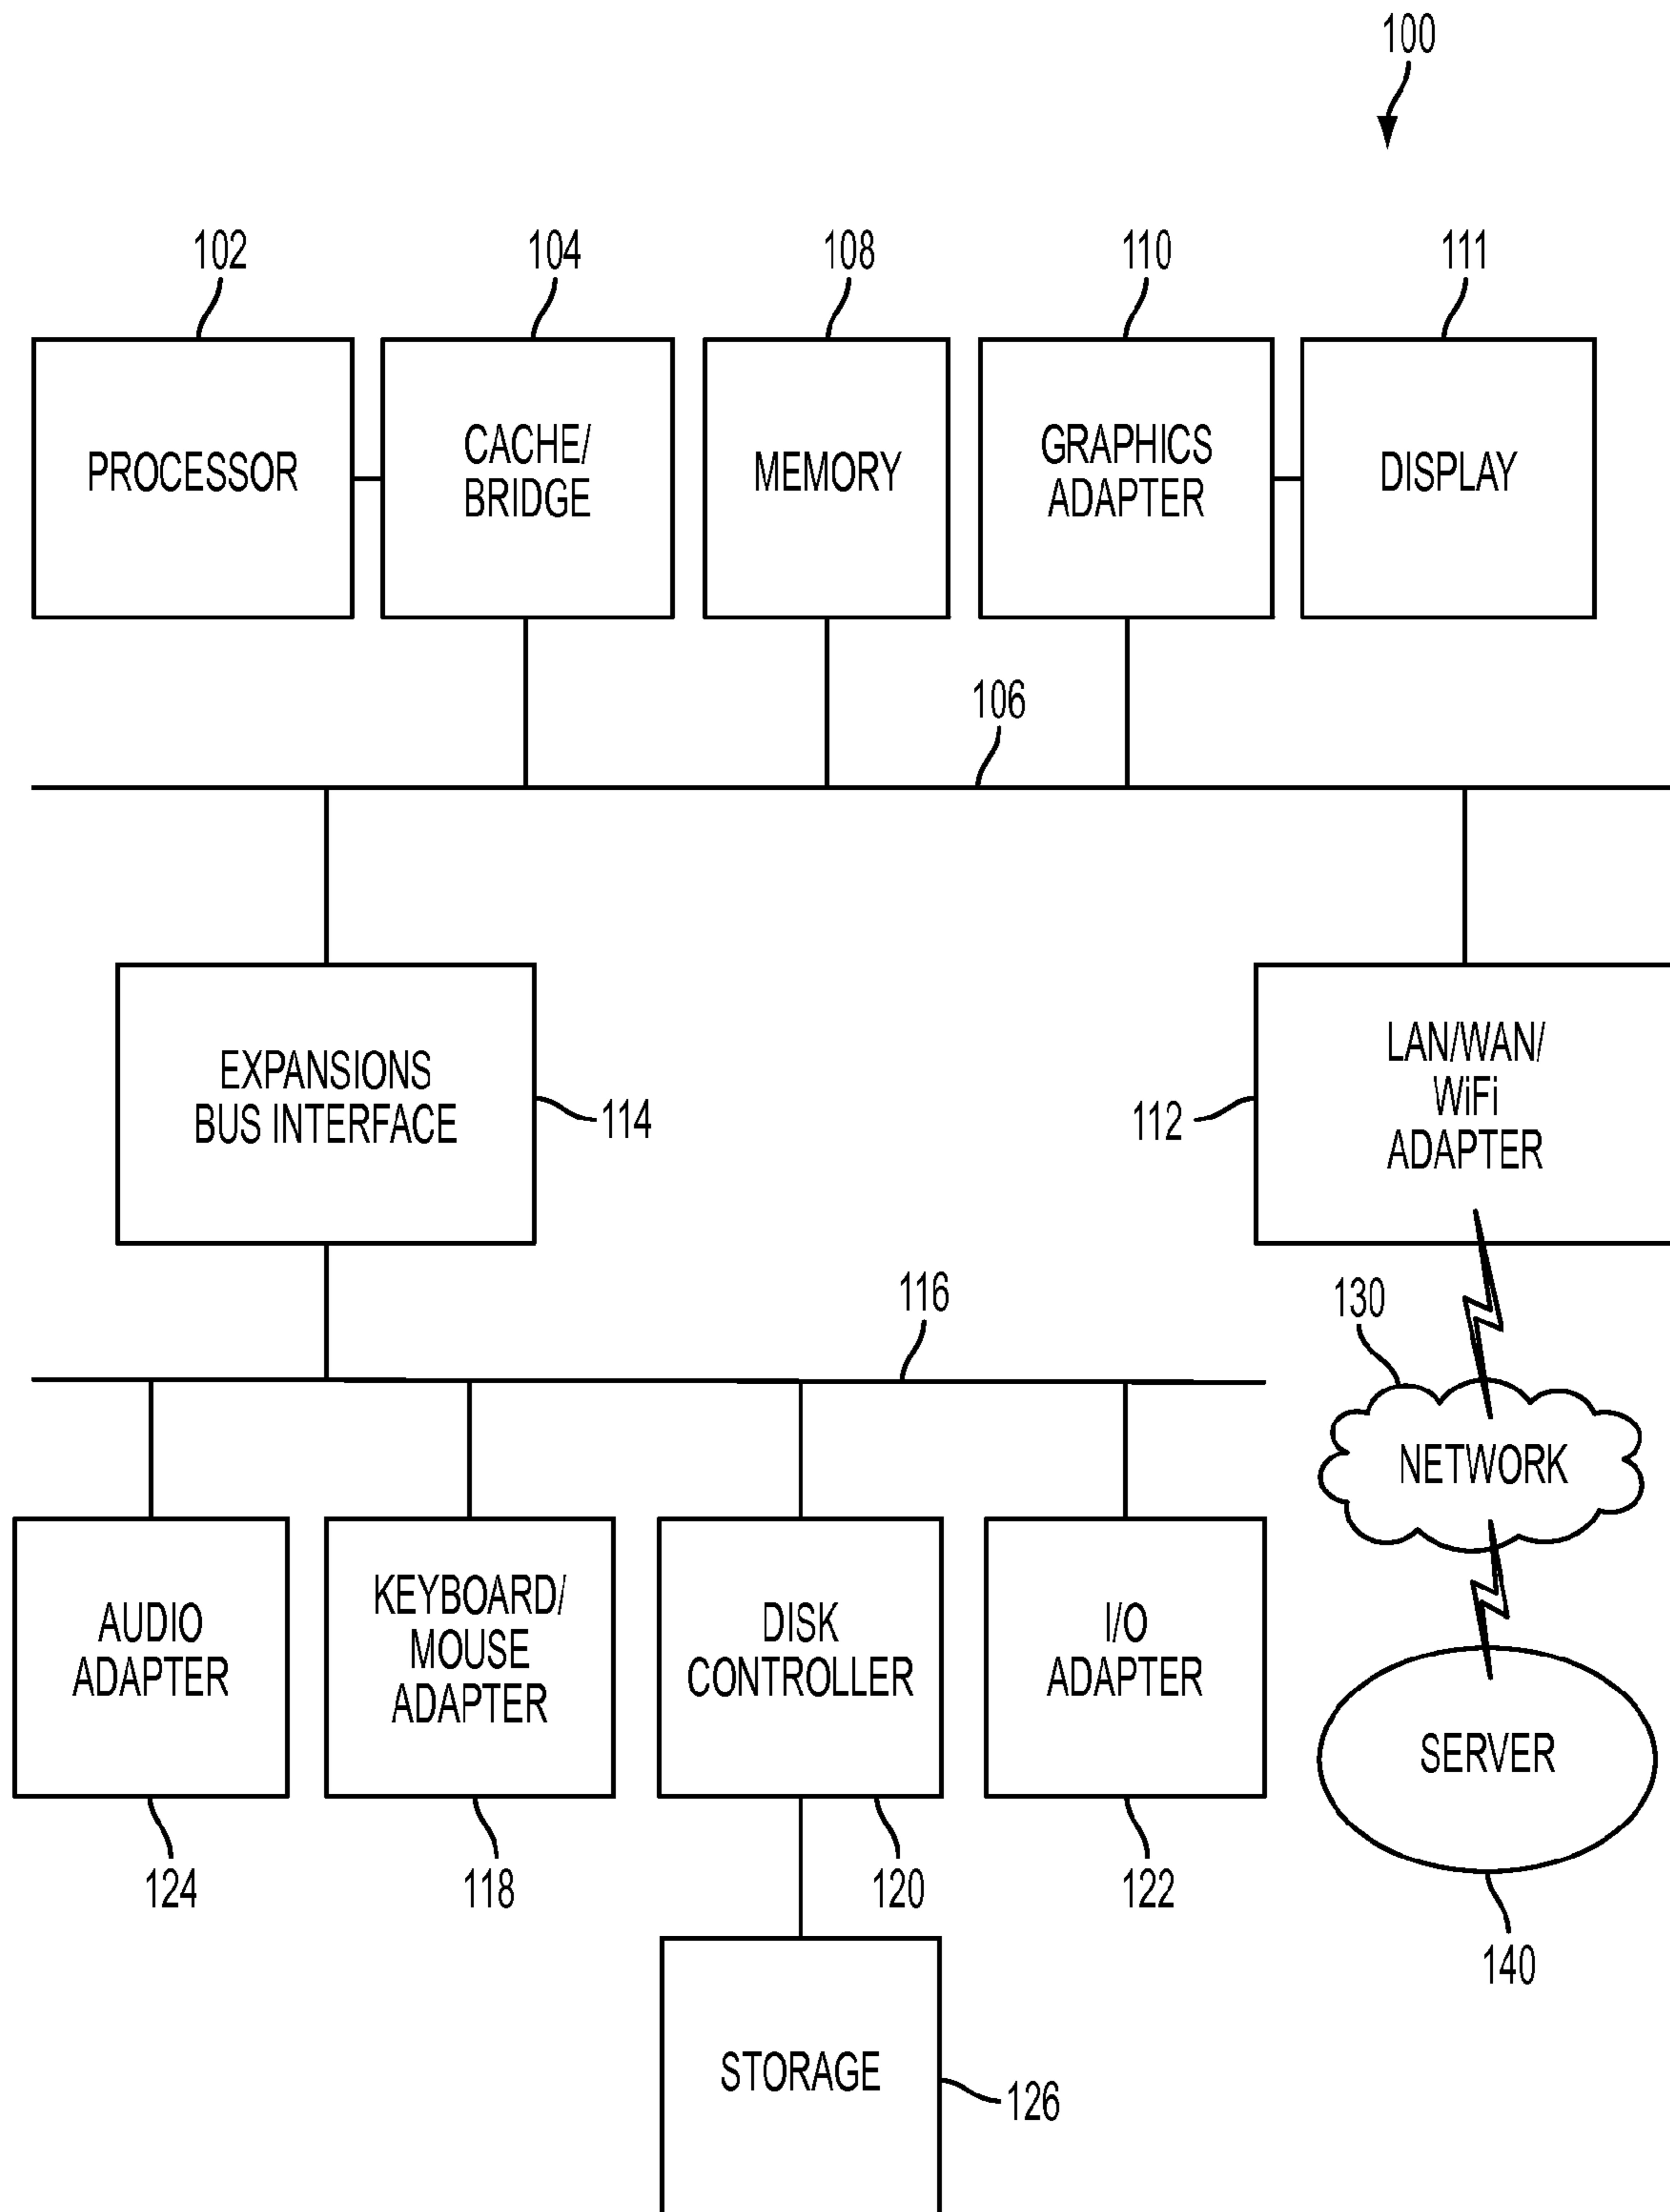 100
102
104
108
110
111
PROCESSOR
CACHE/
BRIDGE
MEMORY
GRAPHICS
ADAPTER
DISPLAY
106
EXPANSIONS
BUS INTERFACE
114
112
LAN/WAN/
WiFi
ADAPTER
116
130
NETWORK
AUDIO
ADAPTER
KEYBOARD/
MOUSE
ADAPTER
DISK
CONTROLLER
I/O
ADAPTER
SERVER
124
118
120
122
140
STORAGE
126